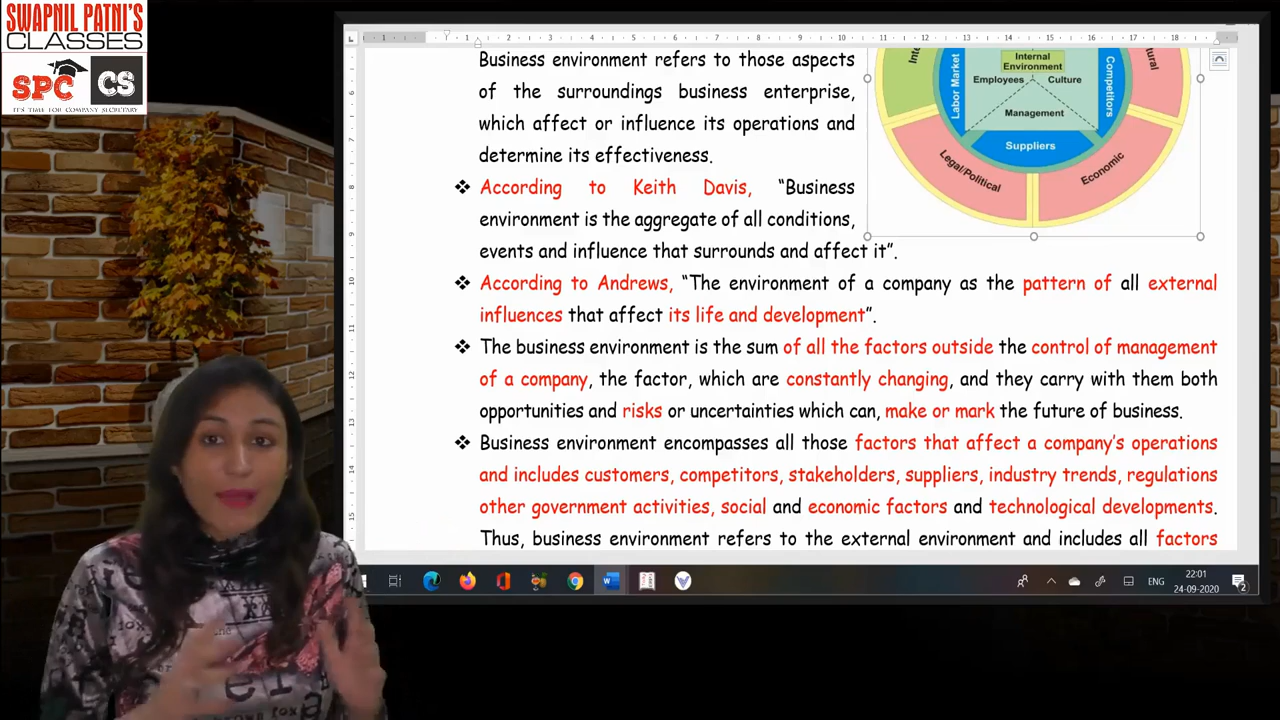 SWAPNIL PATNI'S
CLASSES
SPC CS
IT'S TIME FOR COMPANY SECRETARY
Business environment refers to those aspects
of the surroundings business enterprise,
which affect or influence its operations and
determine its effectiveness.
❖ According to Keith Davis, “Business
environment is the aggregate of all conditions,
events and influence that surrounds and affect it”.
❖ According to Andrews, “The environment of a company as the pattern of all external
influences that affect its life and development”.
❖ The business environment is the sum of all the factors outside the control of management
of a company, the factor, which are constantly changing, and they carry with them both
opportunities and risks or uncertainties which can, make or mark the future of business.
❖ Business environment encompasses all those factors that affect a company’s operations
and includes customers, competitors, stakeholders, suppliers, industry trends, regulations
other government activities, social and economic factors and technological developments.
Thus, business environment refers to the external environment and includes all factors
Internal
Environment
Employees Culture
Management
Labor Market
Competitors
Suppliers
Legal/Political
Economic
ENG
22:01
24-09-2020
2